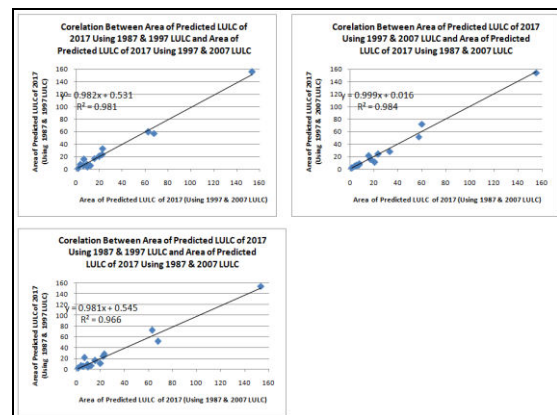 Corelation Between Area of Predicted LULC of
2017 Using 1987 & 1997 LULC and Area of
Predicted LULC of 2017 Using 1997 & 2007
LULC
Area of Predicted LULC of 2017
(Using 1987 & 1997 LULC)
160
140
120
100
80
60
40
20
0
y = 0.982x + 0.531
R² = 0.981
0 20 40 60 80 100 120 140 160
Area of Predicted LULC of 2017 (Using 1997 & 2007 LULC)
Corelation Between Area of Predicted LULC of 2017
Using 1997 & 2007 LULC and Area of Predicted
LULC of 2017 Using 1987 & 2007 LULC
Area of Predicted LULC of 2017
(Using 1997 & 2007 LULC)
160
140
120
100
80
60
40
20
0
y = 0.999x + 0.016
R² = 0.984
0 20 40 60 80 100 120 140 160
Area of Predicted LULC of 2017 (Using 1987 & 2007 LULC)
Corelation Between Area of Predicted LULC of 2017
Using 1987 & 1997 LULC and Area of Predicted
LULC of 2017 Using 1987 & 2007 LULC
Area of Predicted LULC of 2017
(Using 1987 & 1997 LULC)
160
140
120
100
80
60
40
20
0
y = 0.981x + 0.545
R² = 0.966
0 20 40 60 80 100 120 140 160
Area of Predicted LULC of 2017 (Using 1987 & 2007 LULC)